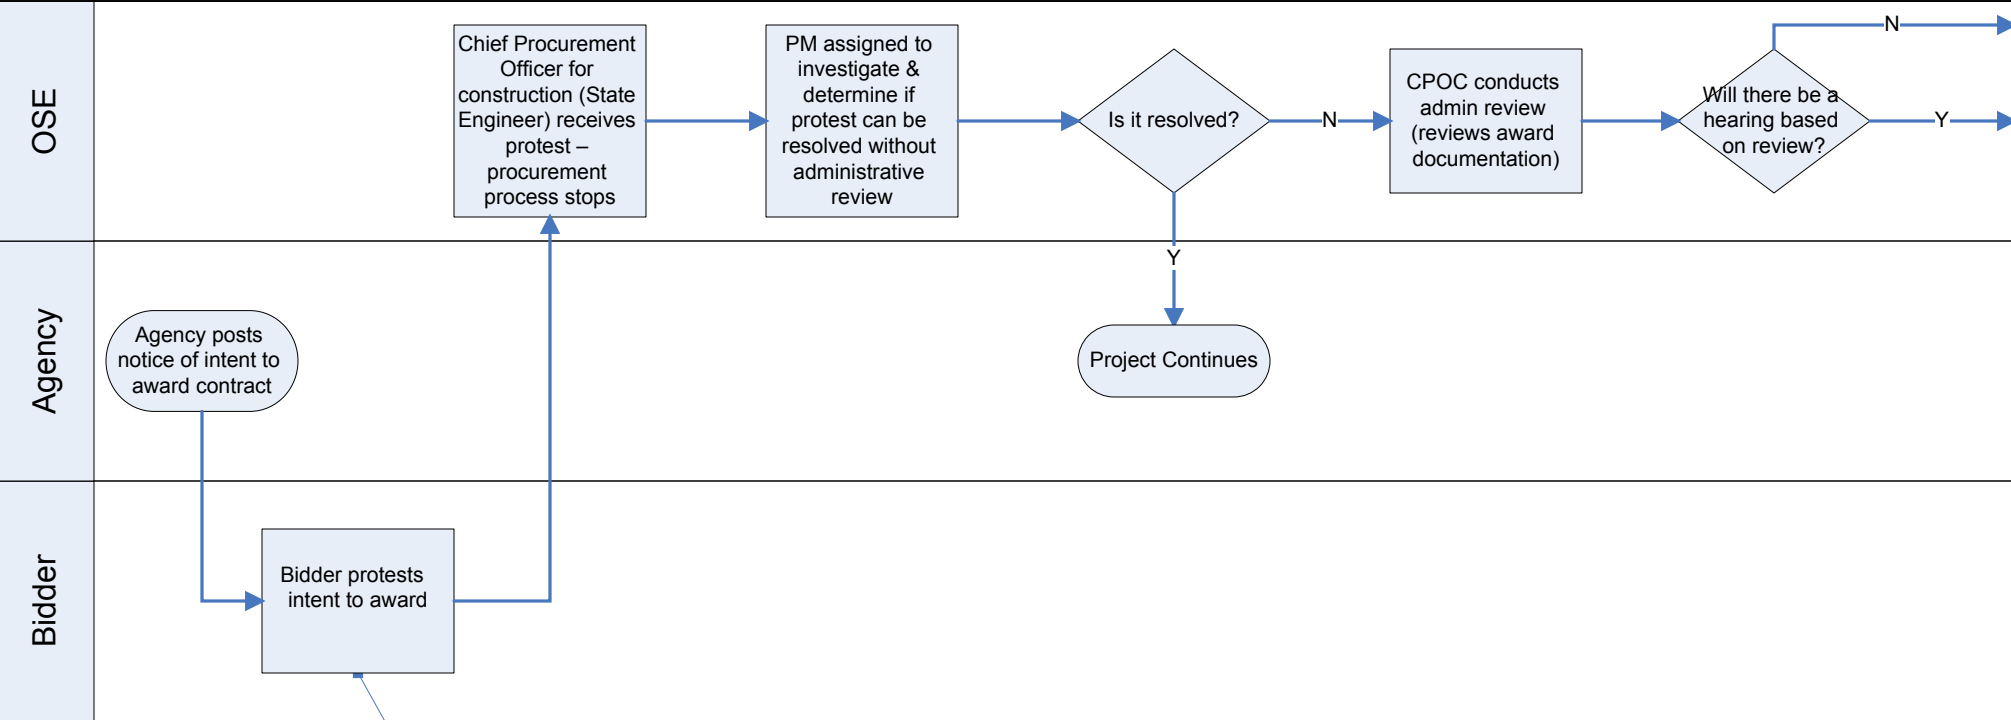 OSE
Chief Procurement
Officer for
construction (State
Engineer) receives
protest –
procurement
process stops
PM assigned to
investigate &
determine if
protest can be
resolved without
administrative
review
Is it resolved?
N
CPOC conducts
admin review
(reviews award
documentation)
Will there be a
hearing based
on review?
N
Y
Y
Agency
Agency posts
notice of intent to
award contract
Project Continues
Bidder
Bidder protests
intent to award